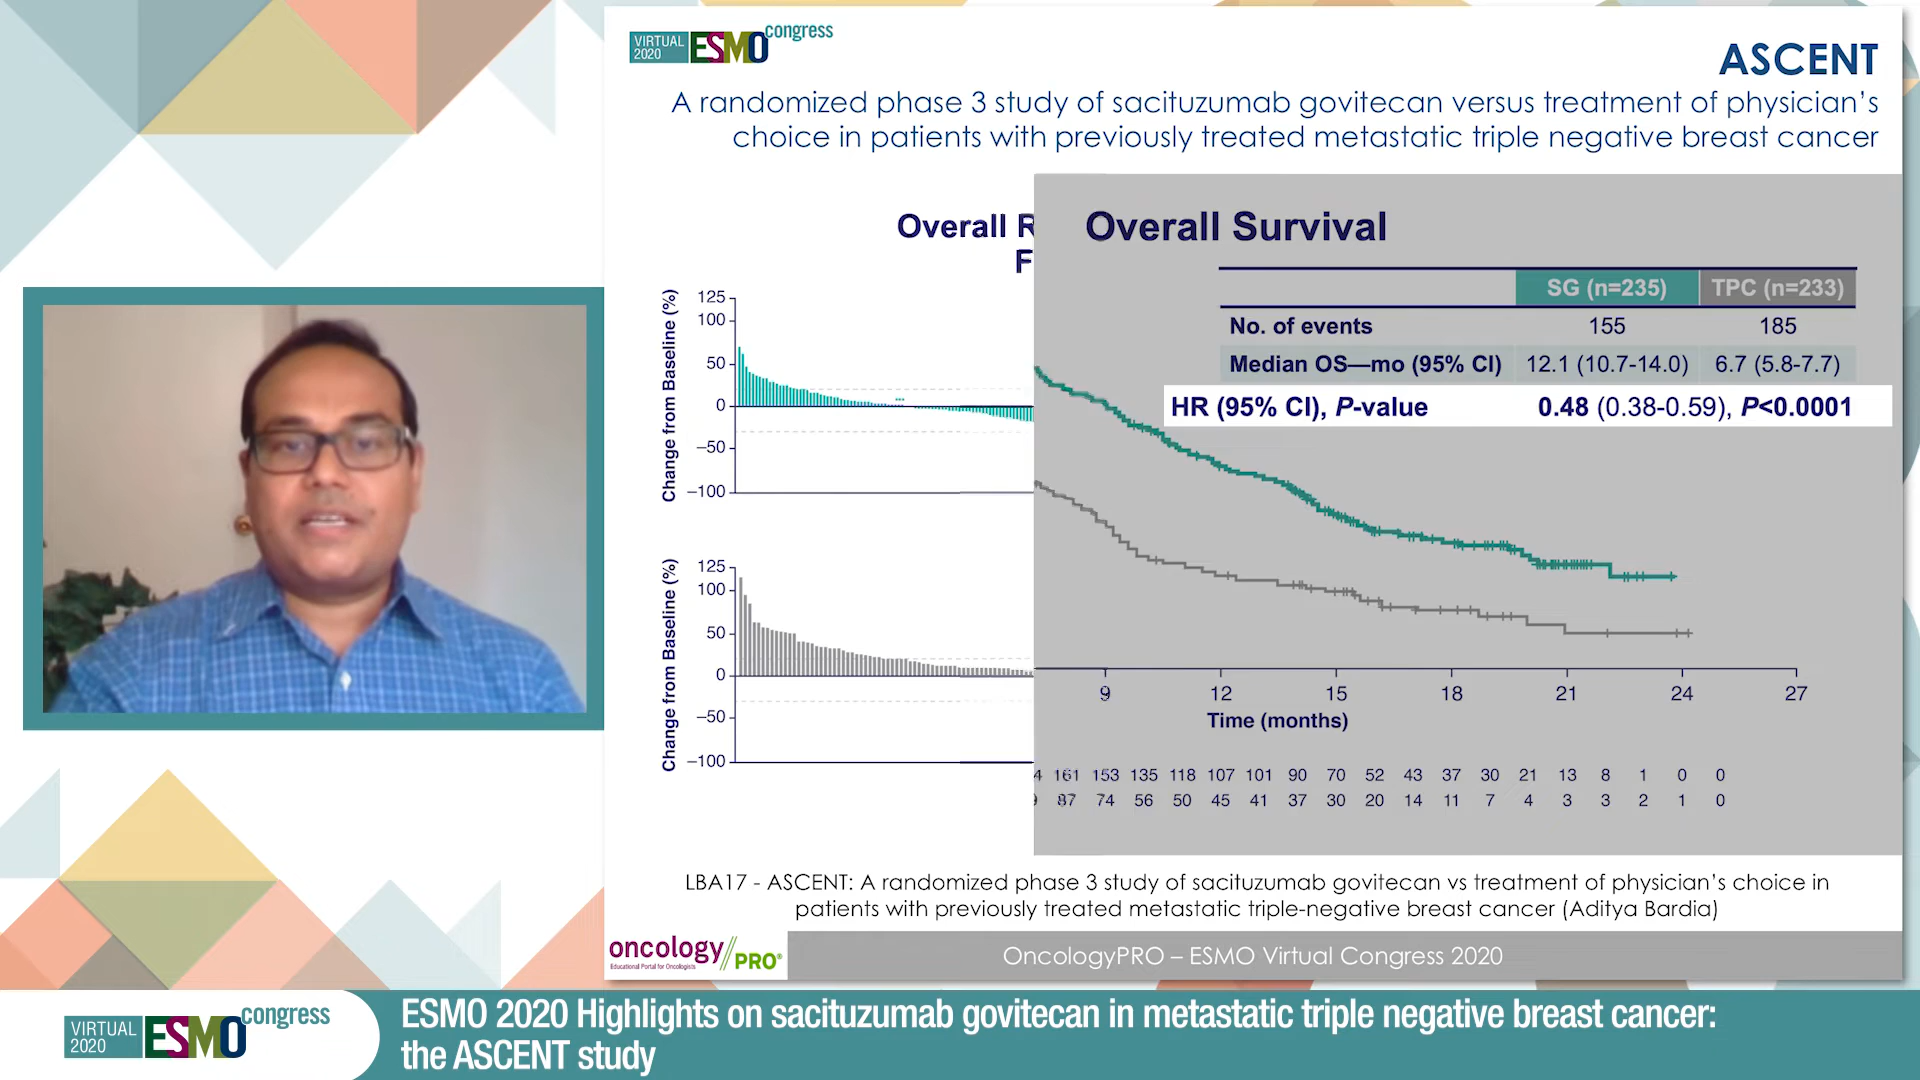 VIRTUAL
2020
ESMO
congress
ASCENT
A randomized phase 3 study of sacituzumab govitecan versus treatment of physician's
choice in patients with previously treated metastatic triple negative breast cancer
Overall R
F
Change from Baseline (%)
125
100
50
0
−50
−100
Change from Baseline (%)
125
100
50
0
−50
−100
Overall Survival
SG (n=235) TPC (n=233)
No. of events 155 185
Median OS—mo (95% CI) 12.1 (10.7-14.0) 6.7 (5.8-7.7)
HR (95% CI), P-value 0.48 (0.38-0.59), P<0.0001
9 12 15 18 21 24 27
Time (months)
4 161 153 135 118 107 101 90 70 52 43 37 30 21 13 8 1 0 0
87 74 56 50 45 41 37 30 20 14 11 7 4 3 3 2 1 0
LBA17 - ASCENT: A randomized phase 3 study of sacituzumab govitecan vs treatment of physician's choice in
patients with previously treated metastatic triple-negative breast cancer (Aditya Bardia)
oncology//PRO®
Educational Portal for Oncologists
OncologyPRO – ESMO Virtual Congress 2020
VIRTUAL
2020
ESMO
congress
ESMO 2020 Highlights on sacituzumab govitecan in metastatic triple negative breast cancer:
the ASCENT study